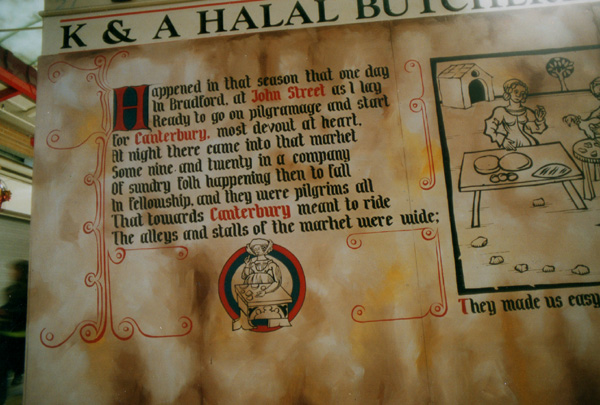 K & A HALAL BUTCHER
Happened in that season that one day
In Bradford, at John Street as I lay
Ready to go on pilgramage and start
for Canterbury, most devout at heart.
At night there came into that market
Some nine and twenty in a company
Of sundry folk happening then to fall
In fellowship, and they were pilgrims all
That towards Canterbury meant to ride
The alleys and stalls of the market were wide;
They made us easy